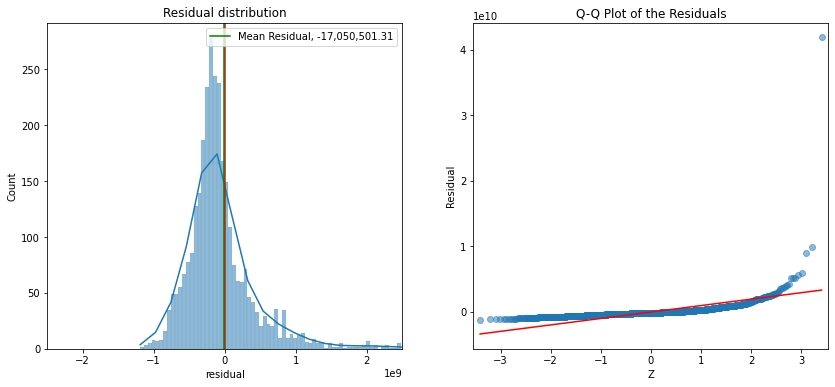 Residual distribution
Mean Residual, -17,050,501.31
Count
250
200
150
100
50
0
−2
−1
0
1
2
1e9
residual
Q-Q Plot of the Residuals
1e10
Residual
4
3
2
1
0
−3
−2
−1
0
1
2
3
Z